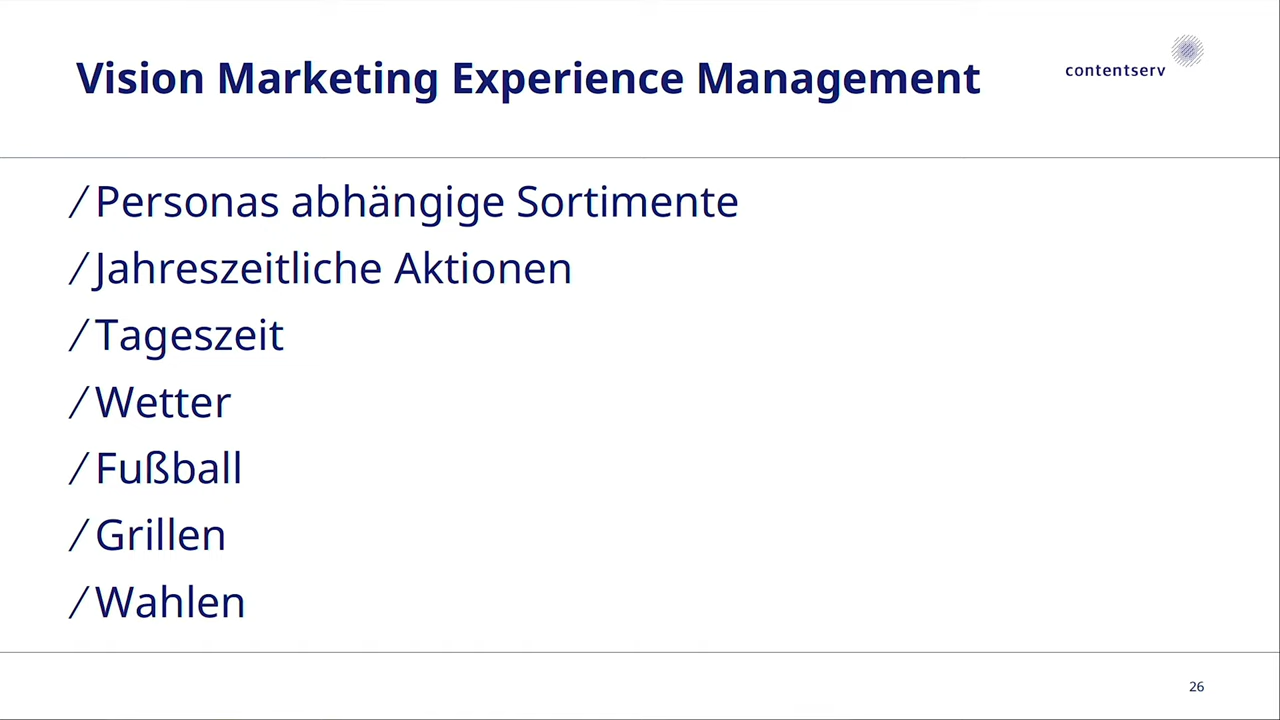 Vision Marketing Experience Management
contentserv
/ Personas abhängige Sortimente
/ Jahreszeitliche Aktionen
/ Tageszeit
/ Wetter
/ Fußball
/ Grillen
/ Wahlen
26